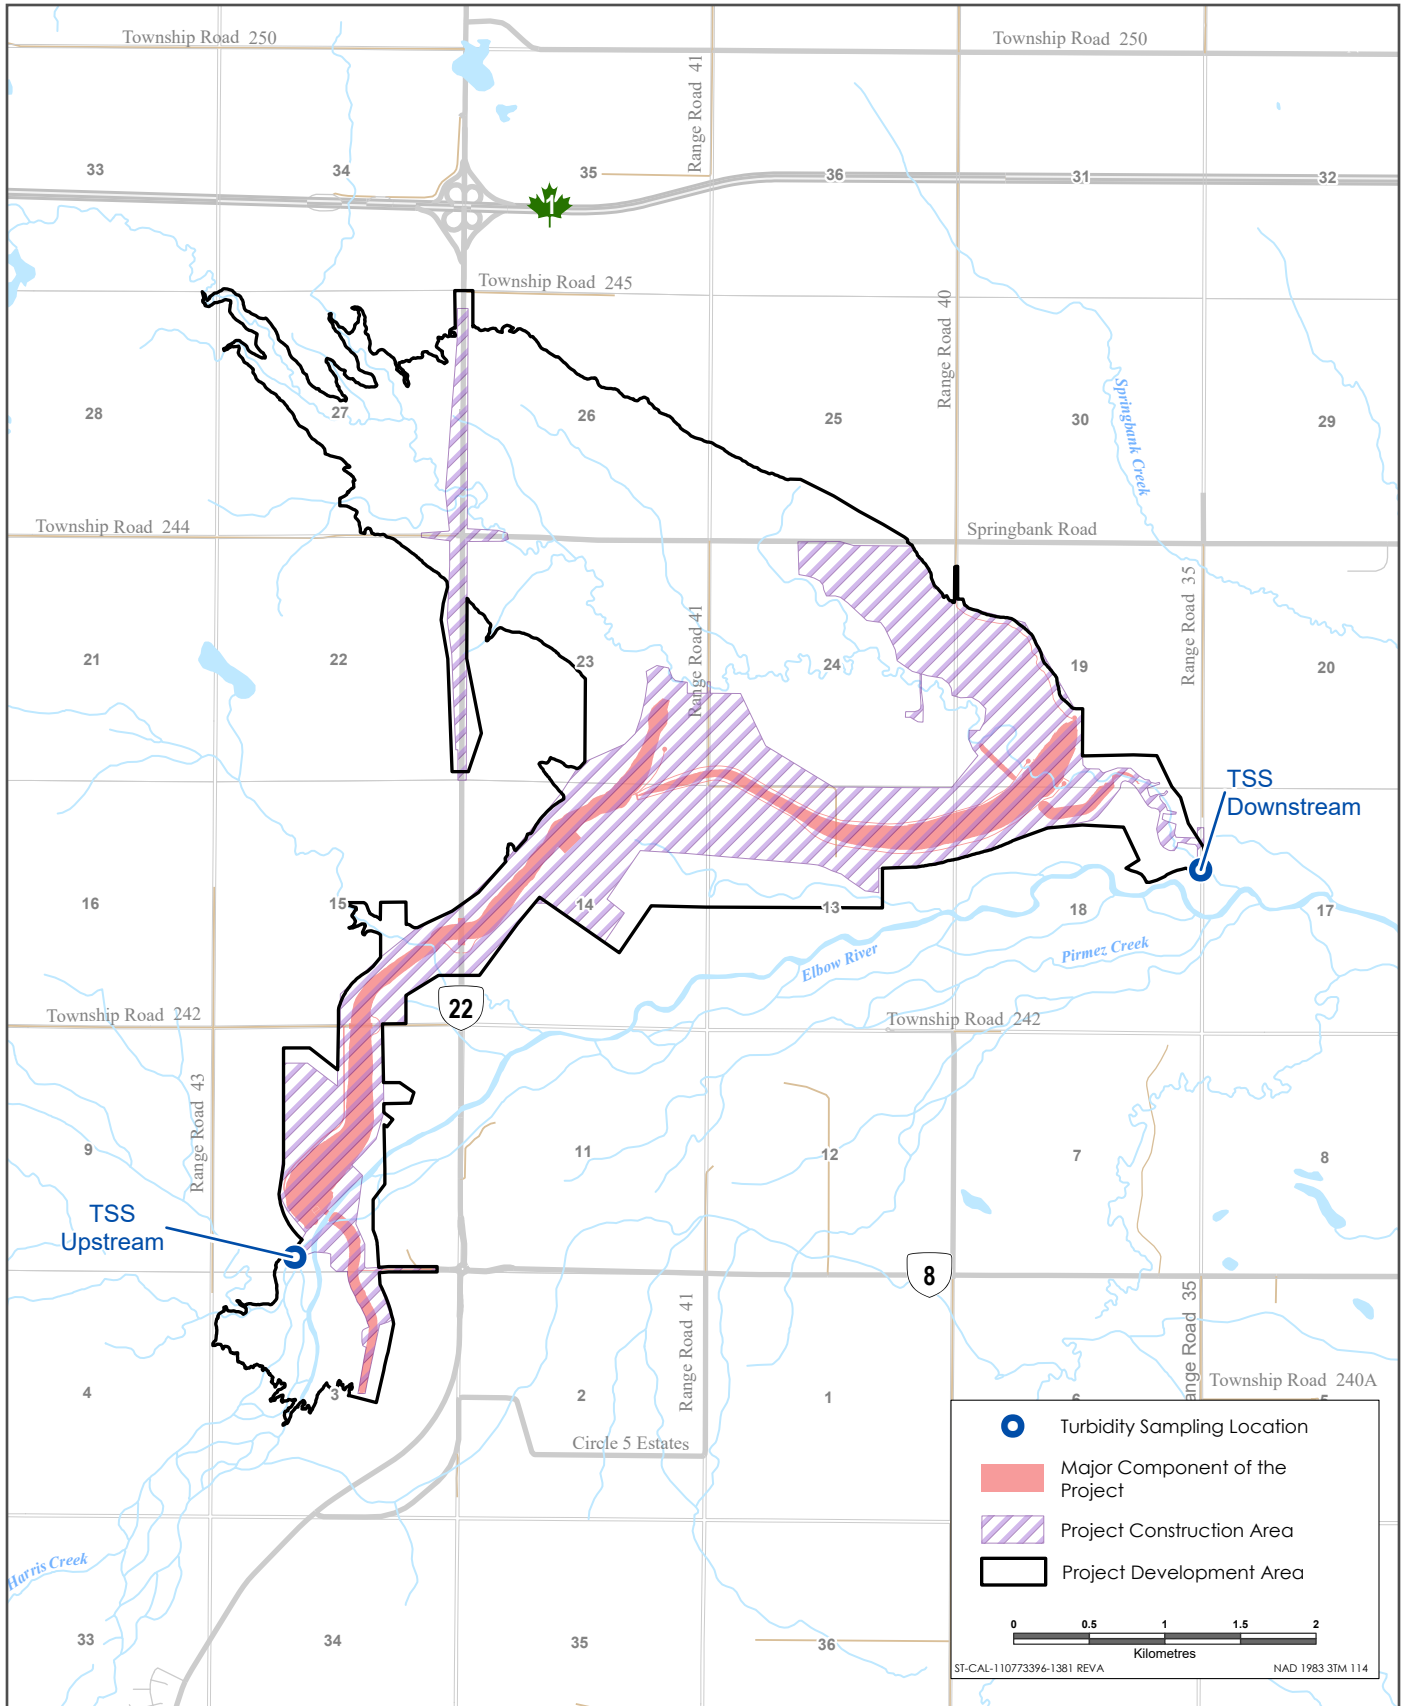 Township Road 250
Township Road 250
Range Road 41
33
34
35
36
31
32
1
Township Road 245
Range Road 40
28
27
26
25
30
29
Springbank Creek
Township Road 244
Springbank Road
Range Road 41
Range Road 35
21
22
23
24
19
20
TSS
Downstream
16
15
14
13
18
17
Elbow River
Pirmez Creek
22
Township Road 242
Township Road 242
Range Road 43
9
11
12
7
8
TSS
Upstream
8
Range Road 41
ange Road 35
4
3
2
1
Township Road 240A
Circle 5 Estates
Harris Creek
33
34
35
36
Turbidity Sampling Location
Major Component of the
Project
Project Construction Area
Project Development Area
0 0.5 1 1.5 2
Kilometres
ST-CAL-110773396-1381 REVA
NAD 1983 3TM 114